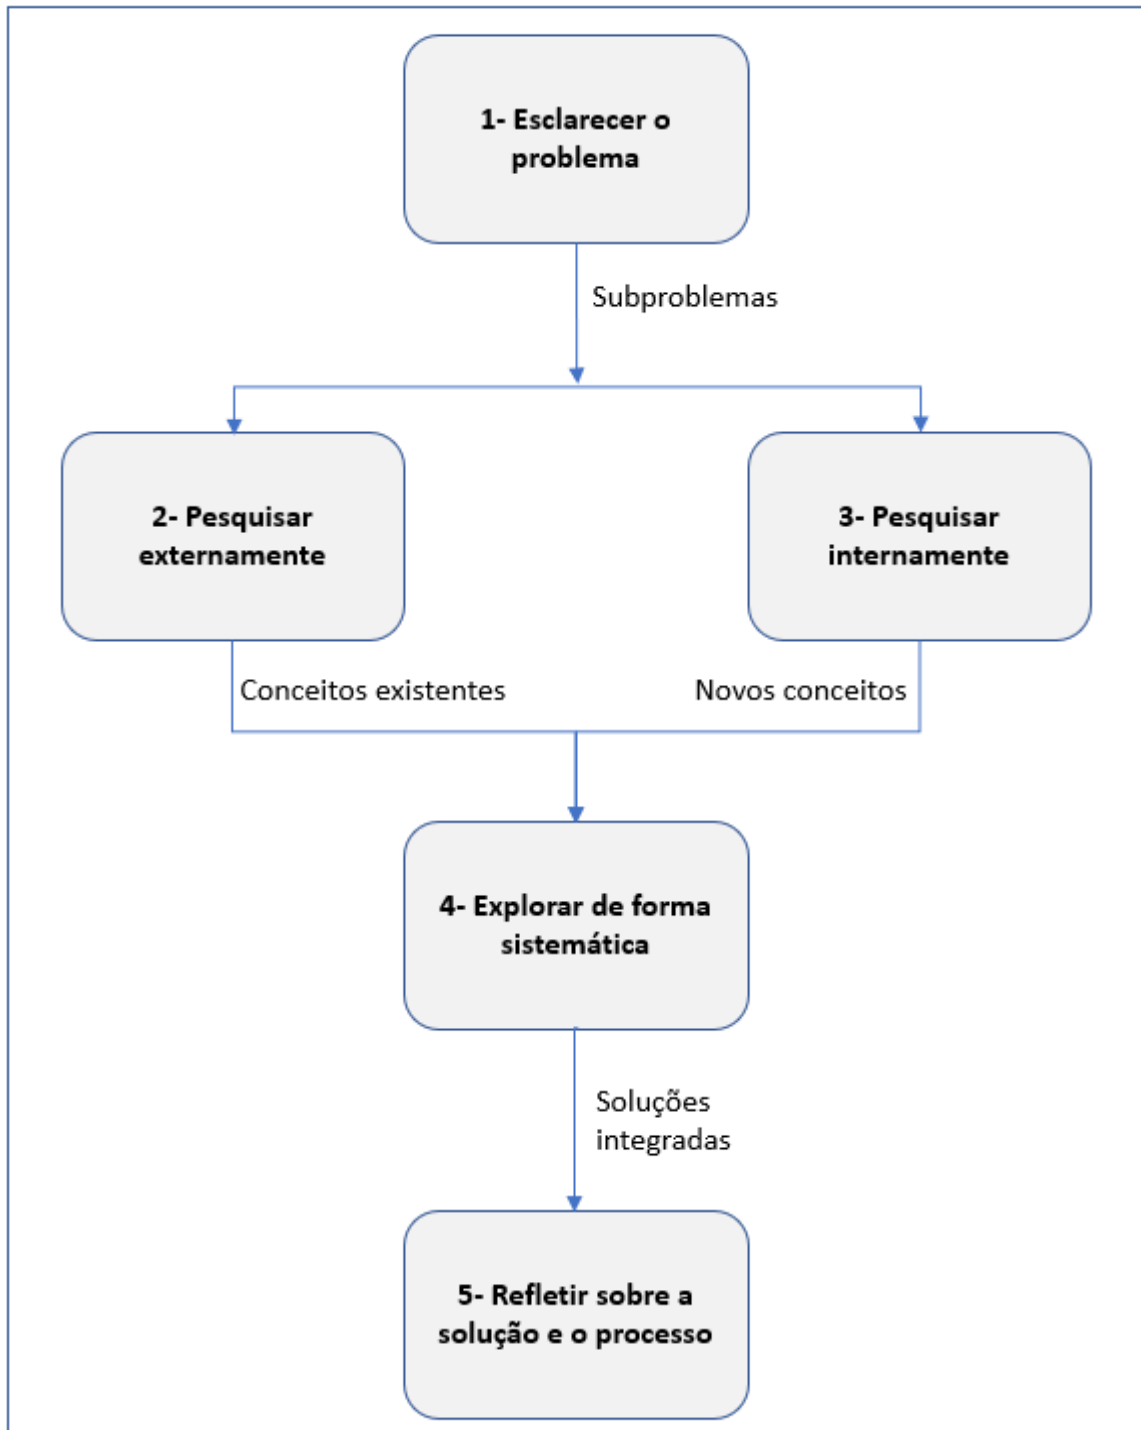 1- Esclarecer o
problema
Subproblemas
2- Pesquisar
externamente
3- Pesquisar
internamente
Conceitos existentes
Novos conceitos
4- Explorar de forma
sistemática
Soluções
integradas
5- Refletir sobre a
solução e o processo